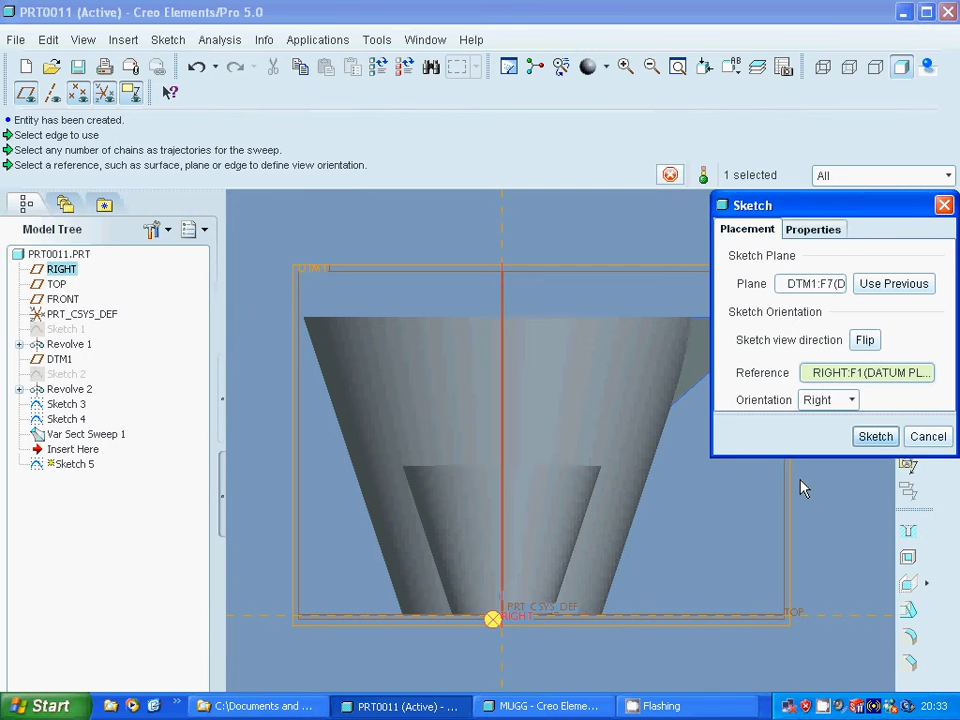 PRT0011 (Active) - Creo Elements/Pro 5.0
File Edit View Insert Sketch Analysis Info Applications Tools Window Help
Entity has been created.
Select edge to use
Select any number of chains as trajectories for the sweep.
Select a reference, such as surface, plane or edge to define view orientation.
1 selected
All
Model Tree
PRT0011.PRT
RIGHT
TOP
FRONT
PRT_CSYS_DEF
Sketch 1
Revolve 1
DTM1
Sketch 2
Revolve 2
Sketch 3
Sketch 4
Var Sect Sweep 1
Insert Here
Sketch 5
DTM1
PRT_CSYS_DEF
RIGHT
TOP
Sketch
Placement Properties
Sketch Plane
Plane DTM1:F7(D Use Previous
Sketch Orientation
Sketch view direction Flip
Reference RIGHT:F1(DATUM PL...
Orientation Right
Sketch Cancel
Start
C:\Documents and ...
PRT0011 (Active) - ...
MUGG - Creo Eleme...
Flashing
20:33